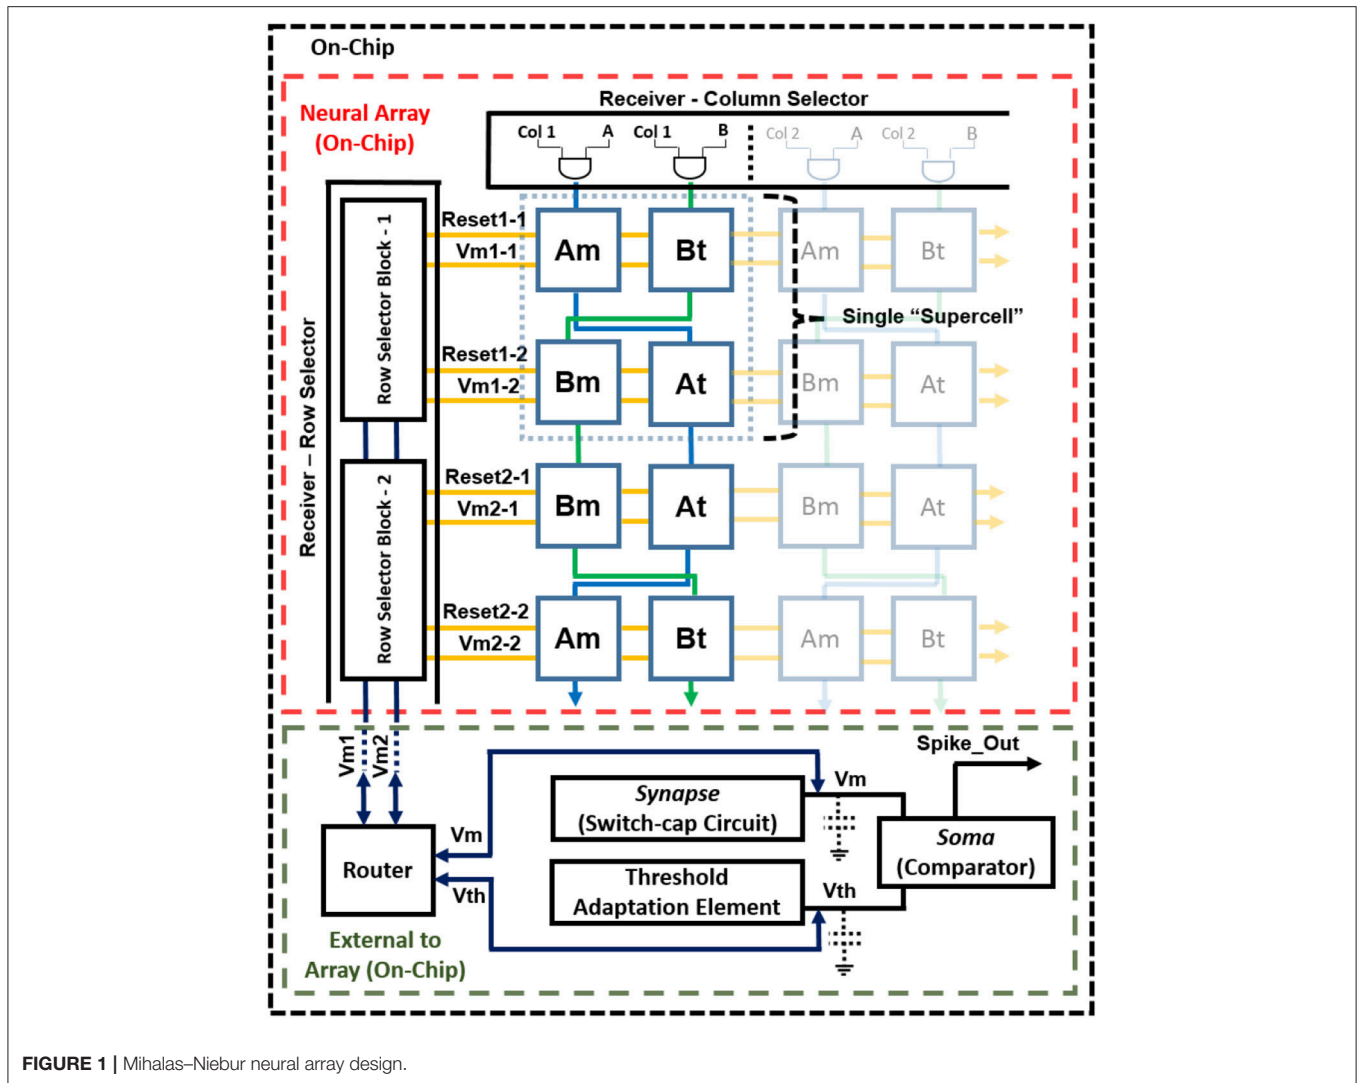 On-Chip
Neural Array
(On-Chip)
Receiver - Column Selector
Col 1 A Col 1 B Col 2 A Col 2 B
Receiver – Row Selector
Row Selector Block - 1
Reset1-1
Vm1-1
Am Bt Am Bt
Single “Supercell”
Reset1-2
Vm1-2
Bm At Bm At
Row Selector Block - 2
Reset2-1
Vm2-1
Bm At Bm At
Reset2-2
Vm2-2
Am Bt Am Bt
Vm1
Vm2
Router
Vm
Vth
External to
Array (On-Chip)
Synapse
(Switch-cap Circuit)
Vm
Threshold
Adaptation Element
Vth
Spike_Out
Soma
(Comparator)
FIGURE 1 | Mihalas–Niebur neural array design.